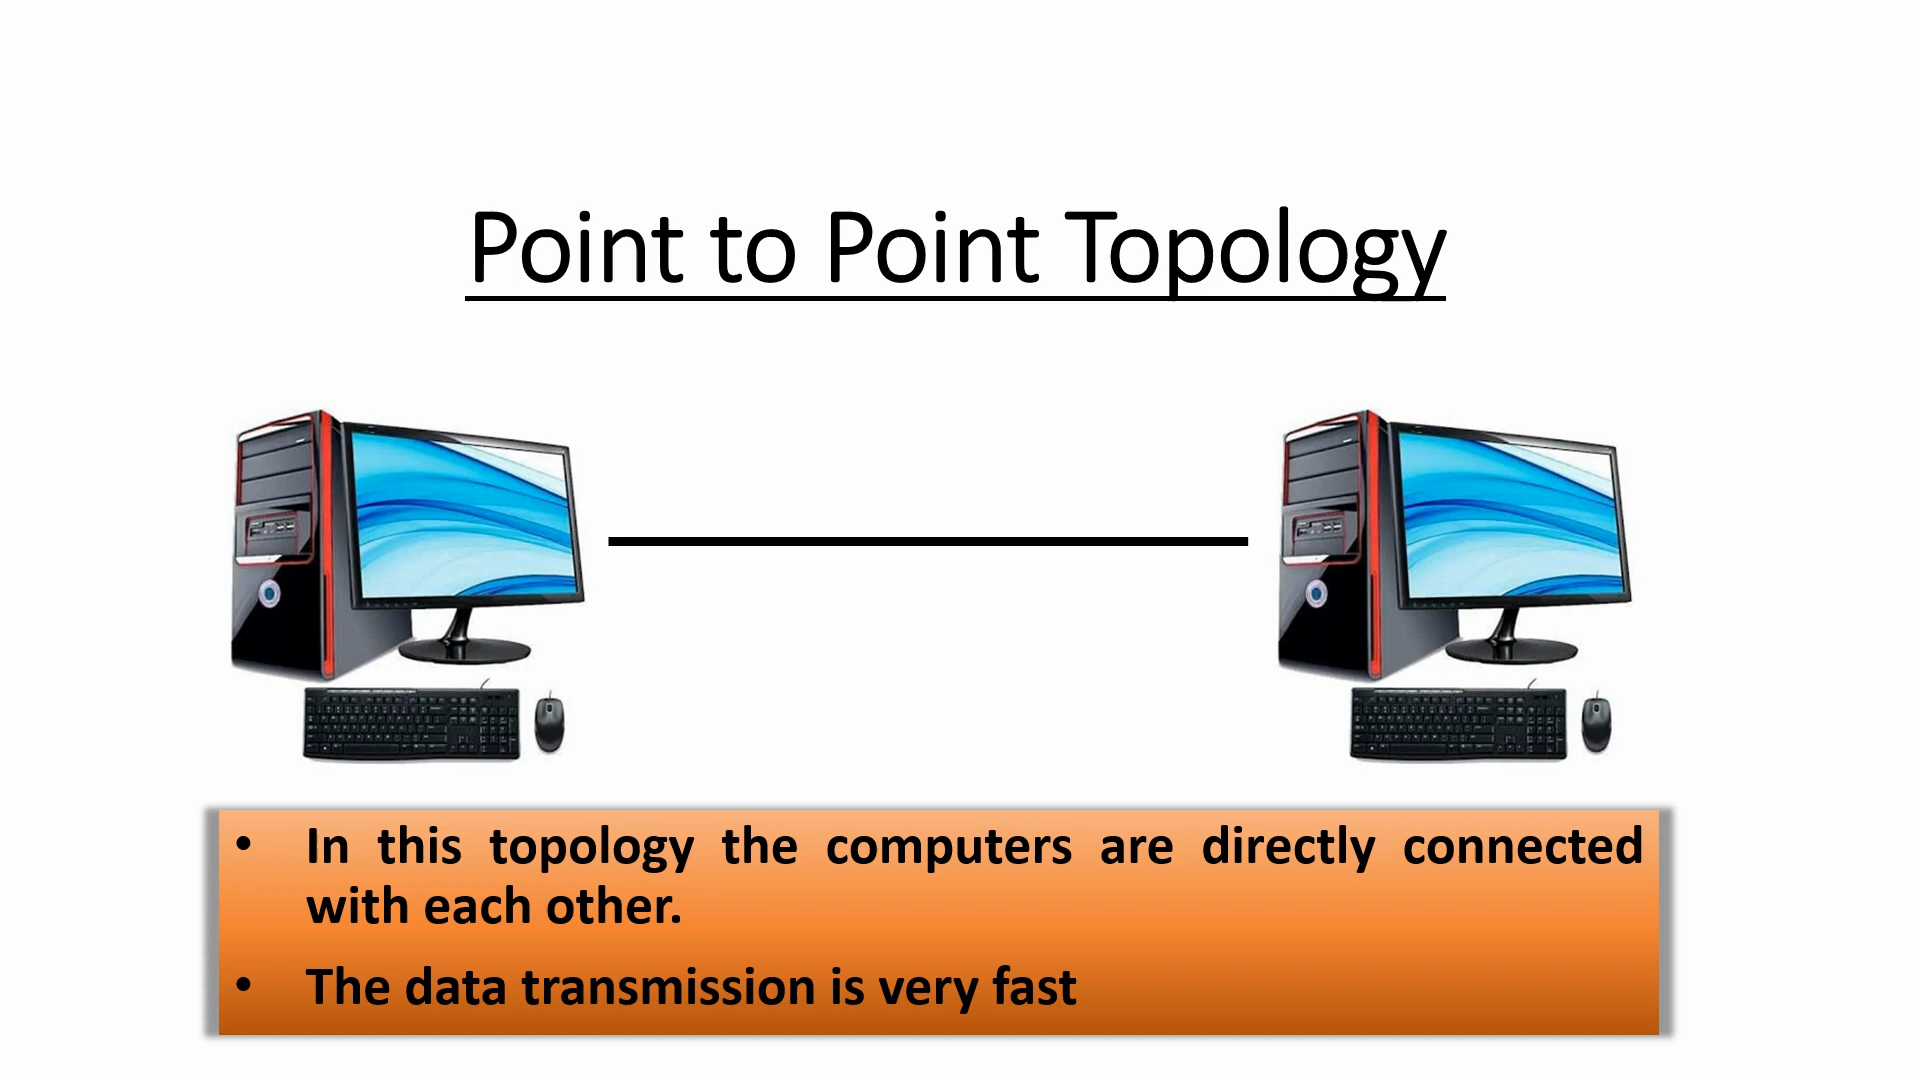 Point to Point Topology
• In this topology the computers are directly connected
with each other.
• The data transmission is very fast